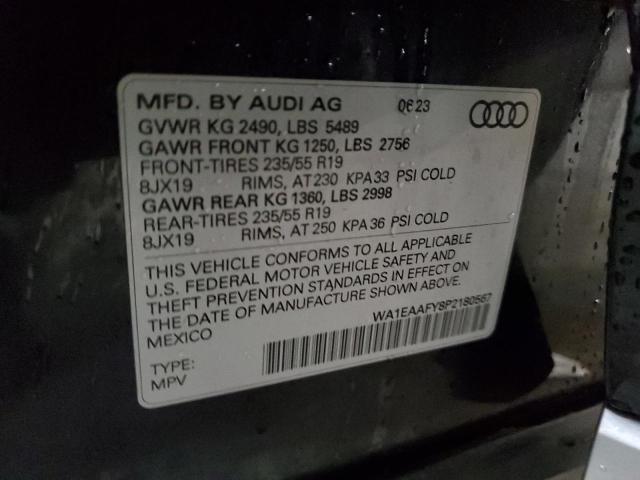 MFD. BY AUDI AG 06 23
GVWR KG 2490, LBS 5489
GAWR FRONT KG 1250, LBS 2756
FRONT-TIRES 235/55 R19
8JX19 RIMS, AT 230 KPA 33 PSI COLD
GAWR REAR KG 1360, LBS 2998
REAR-TIRES 235/55 R19
8JX19 RIMS, AT 250 KPA 36 PSI COLD
THIS VEHICLE CONFORMS TO ALL APPLICABLE
U.S. FEDERAL MOTOR VEHICLE SAFETY AND
THEFT PREVENTION STANDARDS IN EFFECT ON
THE DATE OF MANUFACTURE SHOWN ABOVE.
MEXICO WA1EAAFY8P2180567
TYPE:
MPV